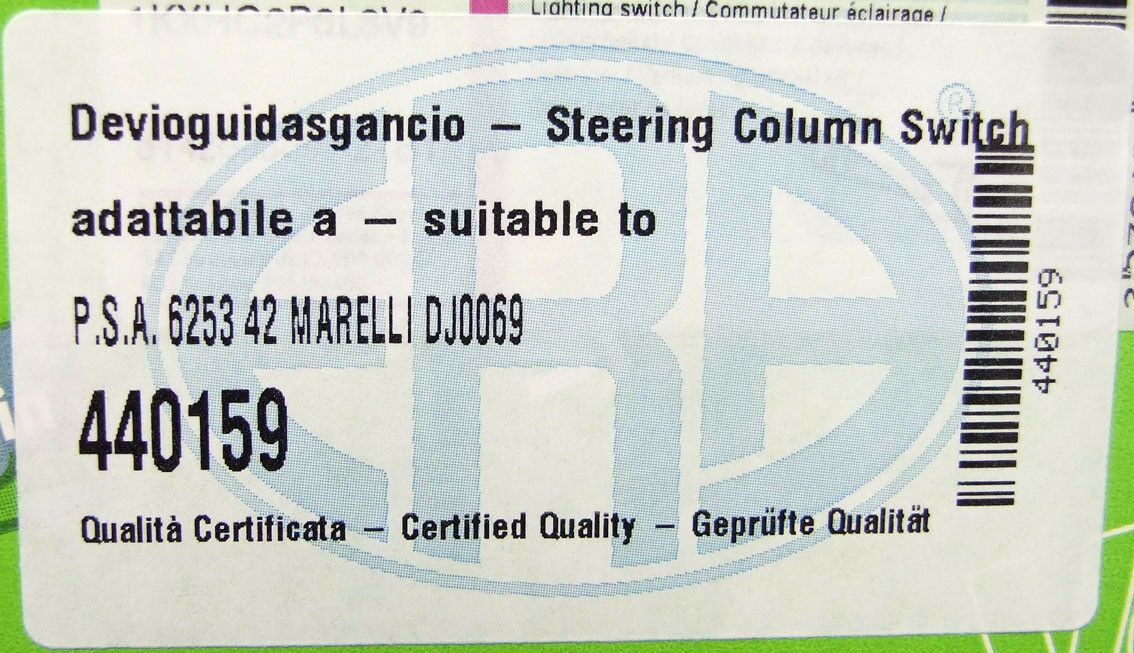 Lighting switch / Commutateur éclairage /
Devioguidasgancio – Steering Column Switch
adattabile a – suitable to
P.S.A. 6253 42 MARELLI DJ0069
440159
Qualità Certificata – Certified Quality – Geprüfte Qualität
440159
ERA
®